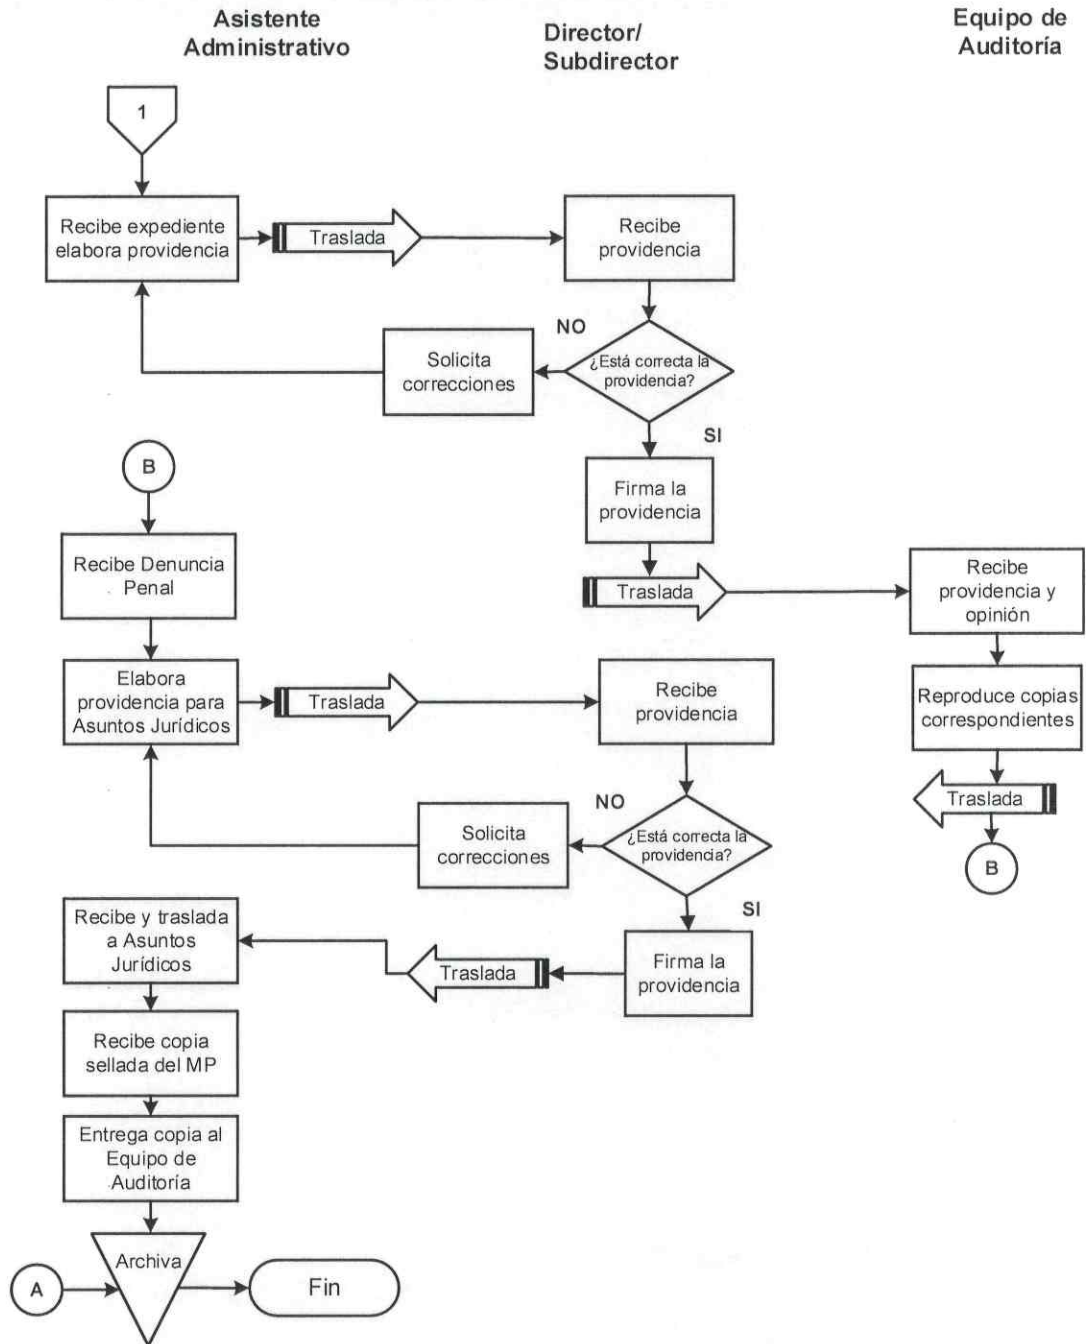 Asistente
Administrativo
Director/
Subdirector
Equipo de
Auditoría
1
Recibe expediente
elabora providencia
Traslada
Recibe
providencia
NO
¿Está correcta la
providencia?
Solicita
correcciones
SI
Firma la
providencia
Traslada
Recibe
providencia y
opinión
Reproduce copias
correspondientes
Traslada
B
B
Recibe Denuncia
Penal
Elabora
providencia para
Asuntos Jurídicos
Traslada
Recibe
providencia
NO
¿Está correcta la
providencia?
Solicita
correcciones
SI
Firma la
providencia
Traslada
Recibe y traslada
a Asuntos
Jurídicos
Recibe copia
sellada del MP
Entrega copia al
Equipo de
Auditoría
Archiva
A
Fin